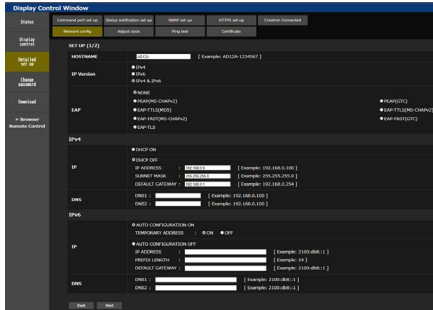 Display Control Window
Status
Display control
Detailed set up
Change password
Download
» Browser Remote Control
Command port set up
Status notification set up
SNMP set up
HTTPS set up
Crestron Connected
Network config
Adjust clock
Ping test
Certificate
SET UP (1/2)
HOSTNAME
[ Example: AD12A-1234567 ]
IP Version
IPv4
IPv6
IPv4 & IPv6
EAP
NONE
PEAP(MS-CHAPv2) PEAP(GTC)
EAP-TTLS(MD5) EAP-TTLS(MS-CHAPv2)
EAP-FAST(MS-CHAPv2) EAP-FAST(GTC)
EAP-TLS
IPv4
IP
DHCP ON
DHCP OFF
IP ADDRESS : [ Example: 192.168.0.100 ]
SUBNET MASK : [ Example: 255.255.255.0 ]
DEFAULT GATEWAY : [ Example: 192.168.0.254 ]
DNS
DNS1 : [ Example: 192.168.0.100 ]
DNS2 : [ Example: 192.168.0.100 ]
IPv6
IP
AUTO CONFIGURATION ON
TEMPORARY ADDRESS : ON OFF
AUTO CONFIGURATION OFF
IP ADDRESS : [ Example: 2100:db8::1 ]
PREFIX LENGTH : [ Example: 24 ]
DEFAULT GATEWAY : [ Example: 2100:db8::1 ]
DNS
DNS1 : [ Example: 2100:db8::1 ]
DNS2 : [ Example: 2100:db8::1 ]
Back Next